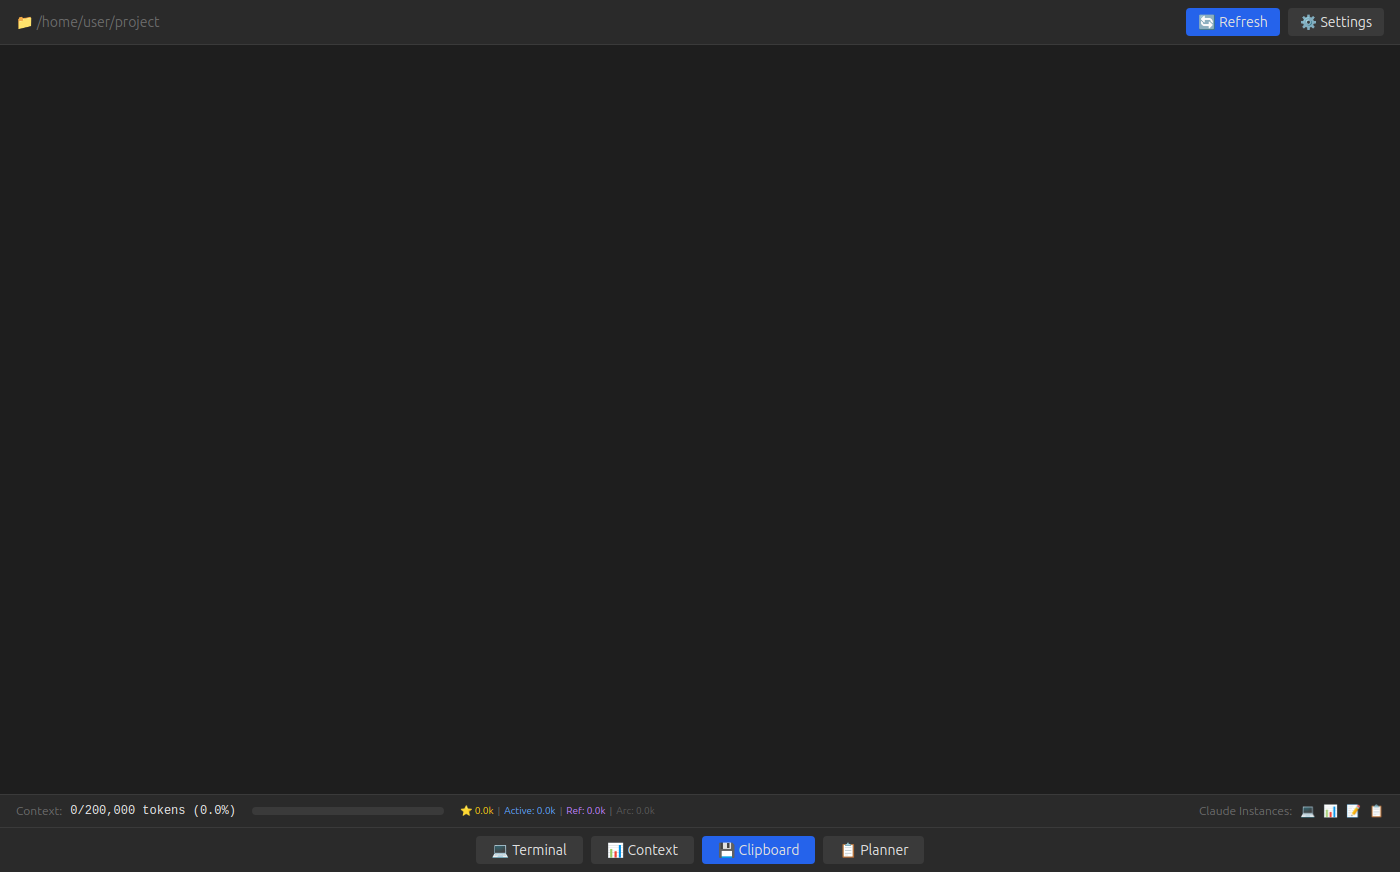 📁 /home/user/project
🔄 Refresh
⚙️ Settings
Context: 0/200,000 tokens (0.0%)
⭐ 0.0k | Active: 0.0k | Ref: 0.0k | Arc: 0.0k
Claude Instances: 💻 📊 📝 📋
💻 Terminal
📊 Context
💾 Clipboard
📋 Planner